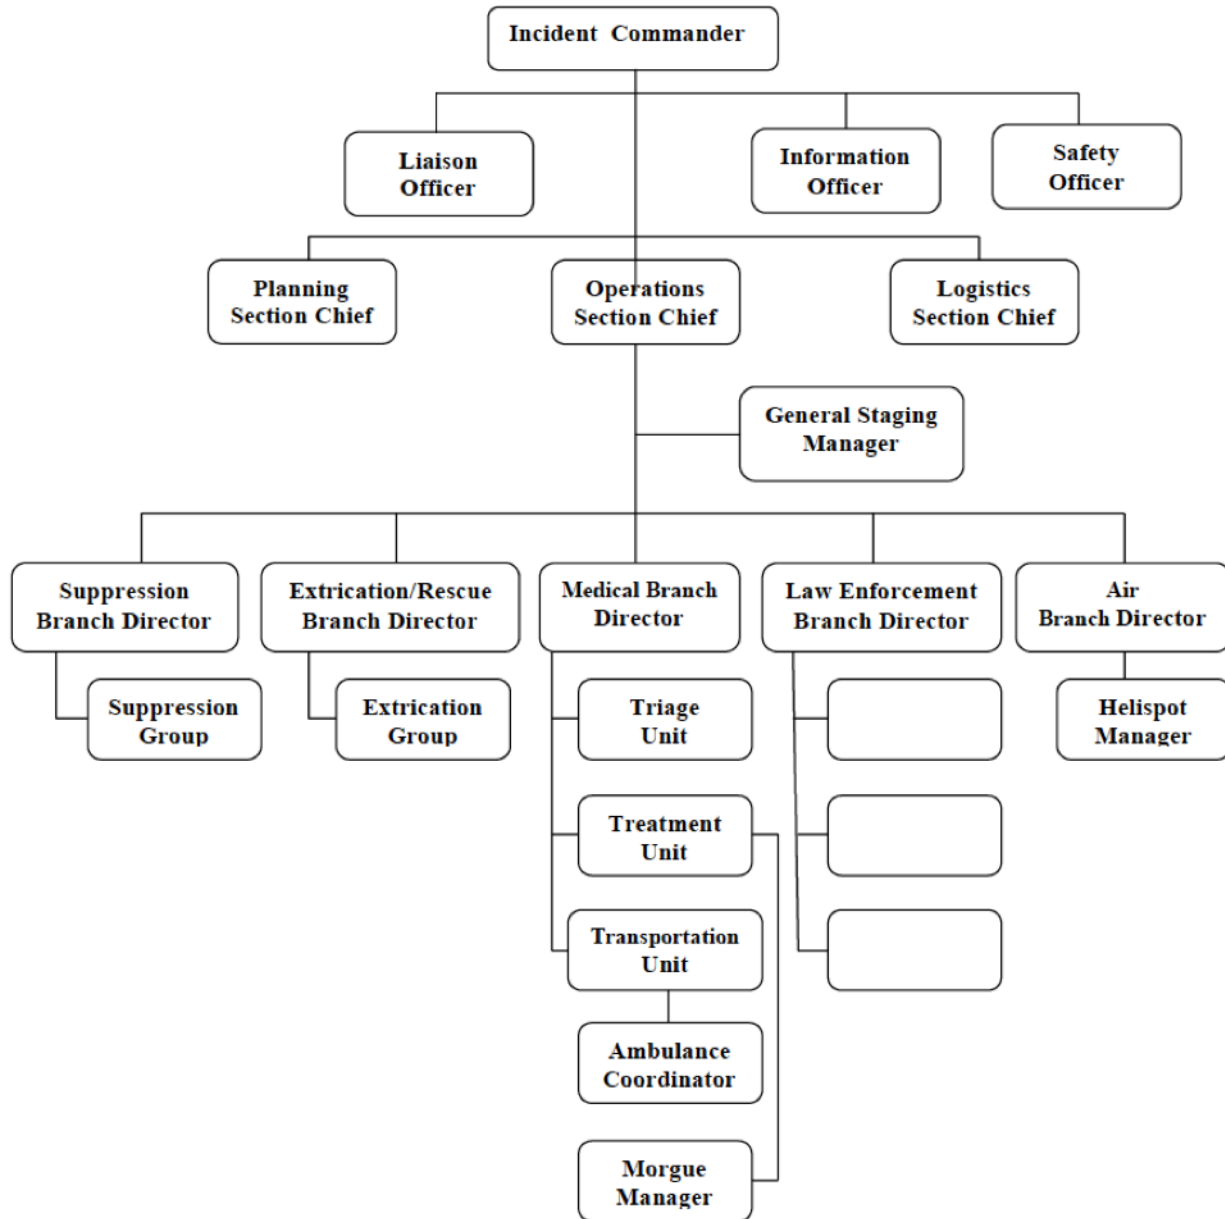 Incident Commander
Liaison
Officer
Information
Officer
Safety
Officer
Planning
Section Chief
Operations
Section Chief
Logistics
Section Chief
General Staging
Manager
Suppression
Branch Director
Extrication/Rescue
Branch Director
Medical Branch
Director
Law Enforcement
Branch Director
Air
Branch Director
Suppression
Group
Extrication
Group
Triage
Unit
Helispot
Manager
Treatment
Unit
Transportation
Unit
Ambulance
Coordinator
Morgue
Manager